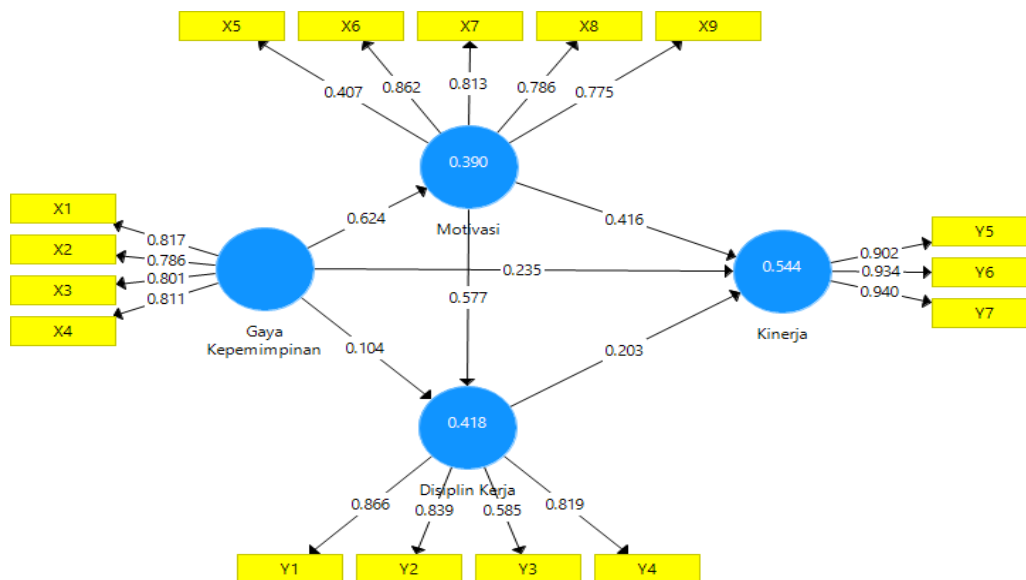 X5
X6
X7
X8
X9
0.407
0.862
0.813
0.786
0.775
0.390
Motivasi
X1
X2
X3
X4
0.817
0.786
0.801
0.811
Gaya
Kepemimpinan
0.624
0.416
0.235
0.577
0.104
0.203
0.544
Kinerja
0.902
0.934
0.940
Y5
Y6
Y7
0.418
Disiplin Kerja
0.866
0.839
0.585
0.819
Y1
Y2
Y3
Y4